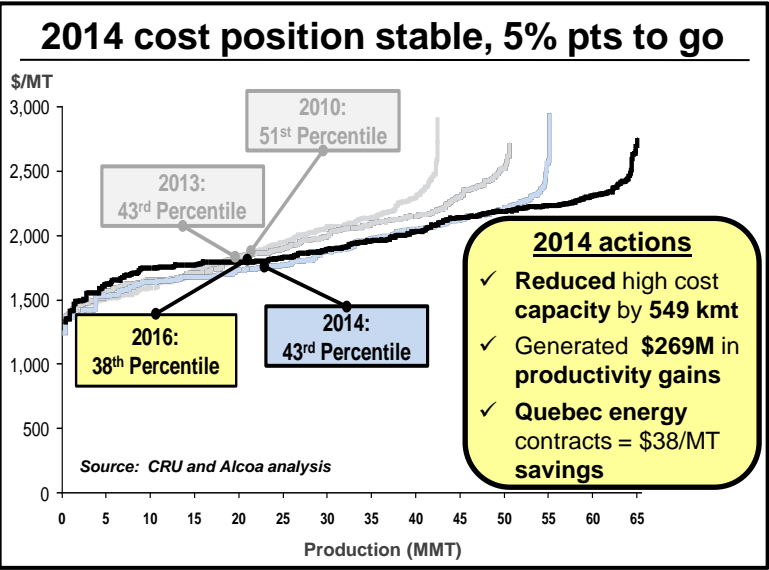 2014 cost position stable, 5% pts to go
$/MT
3,000
2,500
2,000
1,500
1,000
500
0
2010:
51st Percentile
2013:
43rd Percentile
2016:
38th Percentile
2014:
43rd Percentile
2014 actions
✓ Reduced high cost
capacity by 549 kmt
✓ Generated $269M in
productivity gains
✓ Quebec energy
contracts = $38/MT
savings
Source: CRU and Alcoa analysis
0 5 10 15 20 25 30 35 40 45 50 55 60 65
Production (MMT)